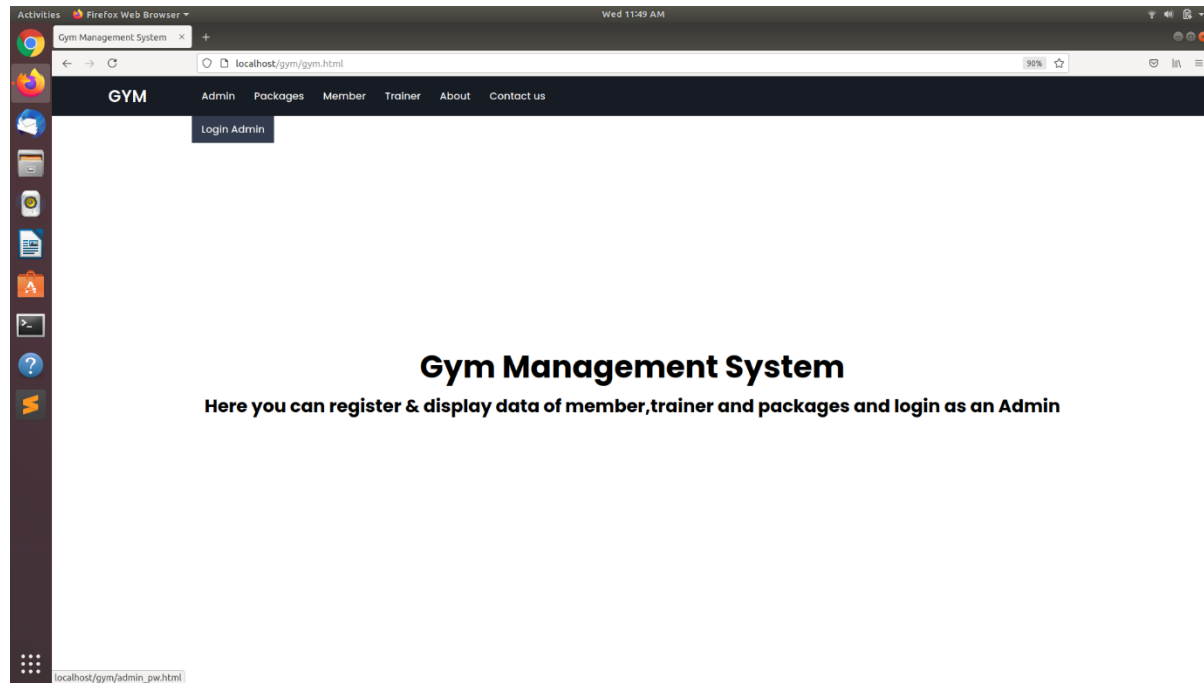 Activities Firefox Web Browser Wed 11:49 AM
Gym Management System × +
localhost/gym/gym.html 90%
GYM Admin Packages Member Trainer About Contact us
Login Admin
Gym Management System
Here you can register & display data of member,trainer and packages and login as an Admin
localhost/gym/admin_pw.html